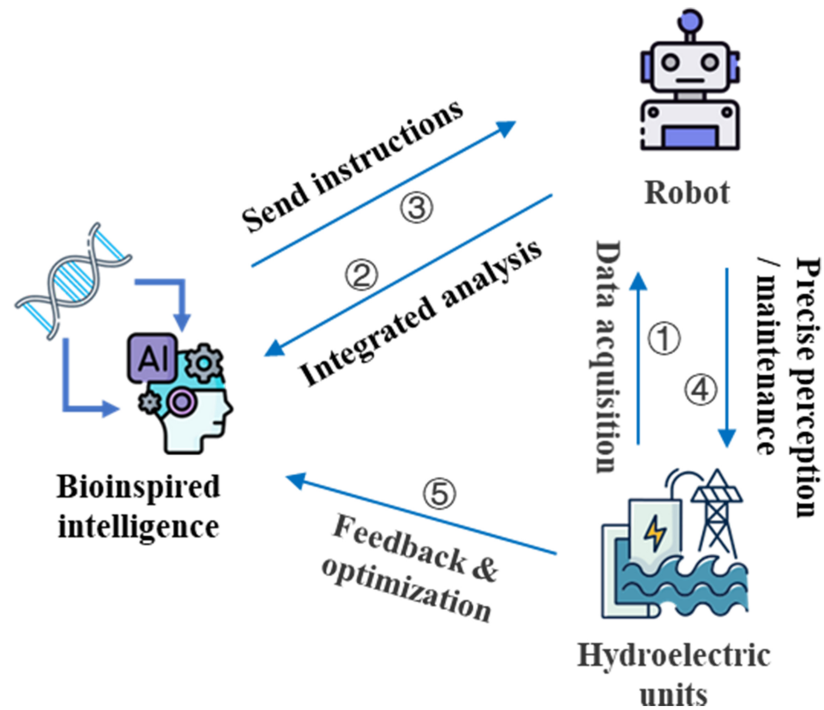 Robot
Send instructions
③
②
Integrated analysis
Data acquisition
①
④
Precise perception
/ maintenance
AI
Bioinspired
intelligence
⑤
Feedback &
optimization
Hydroelectric
units